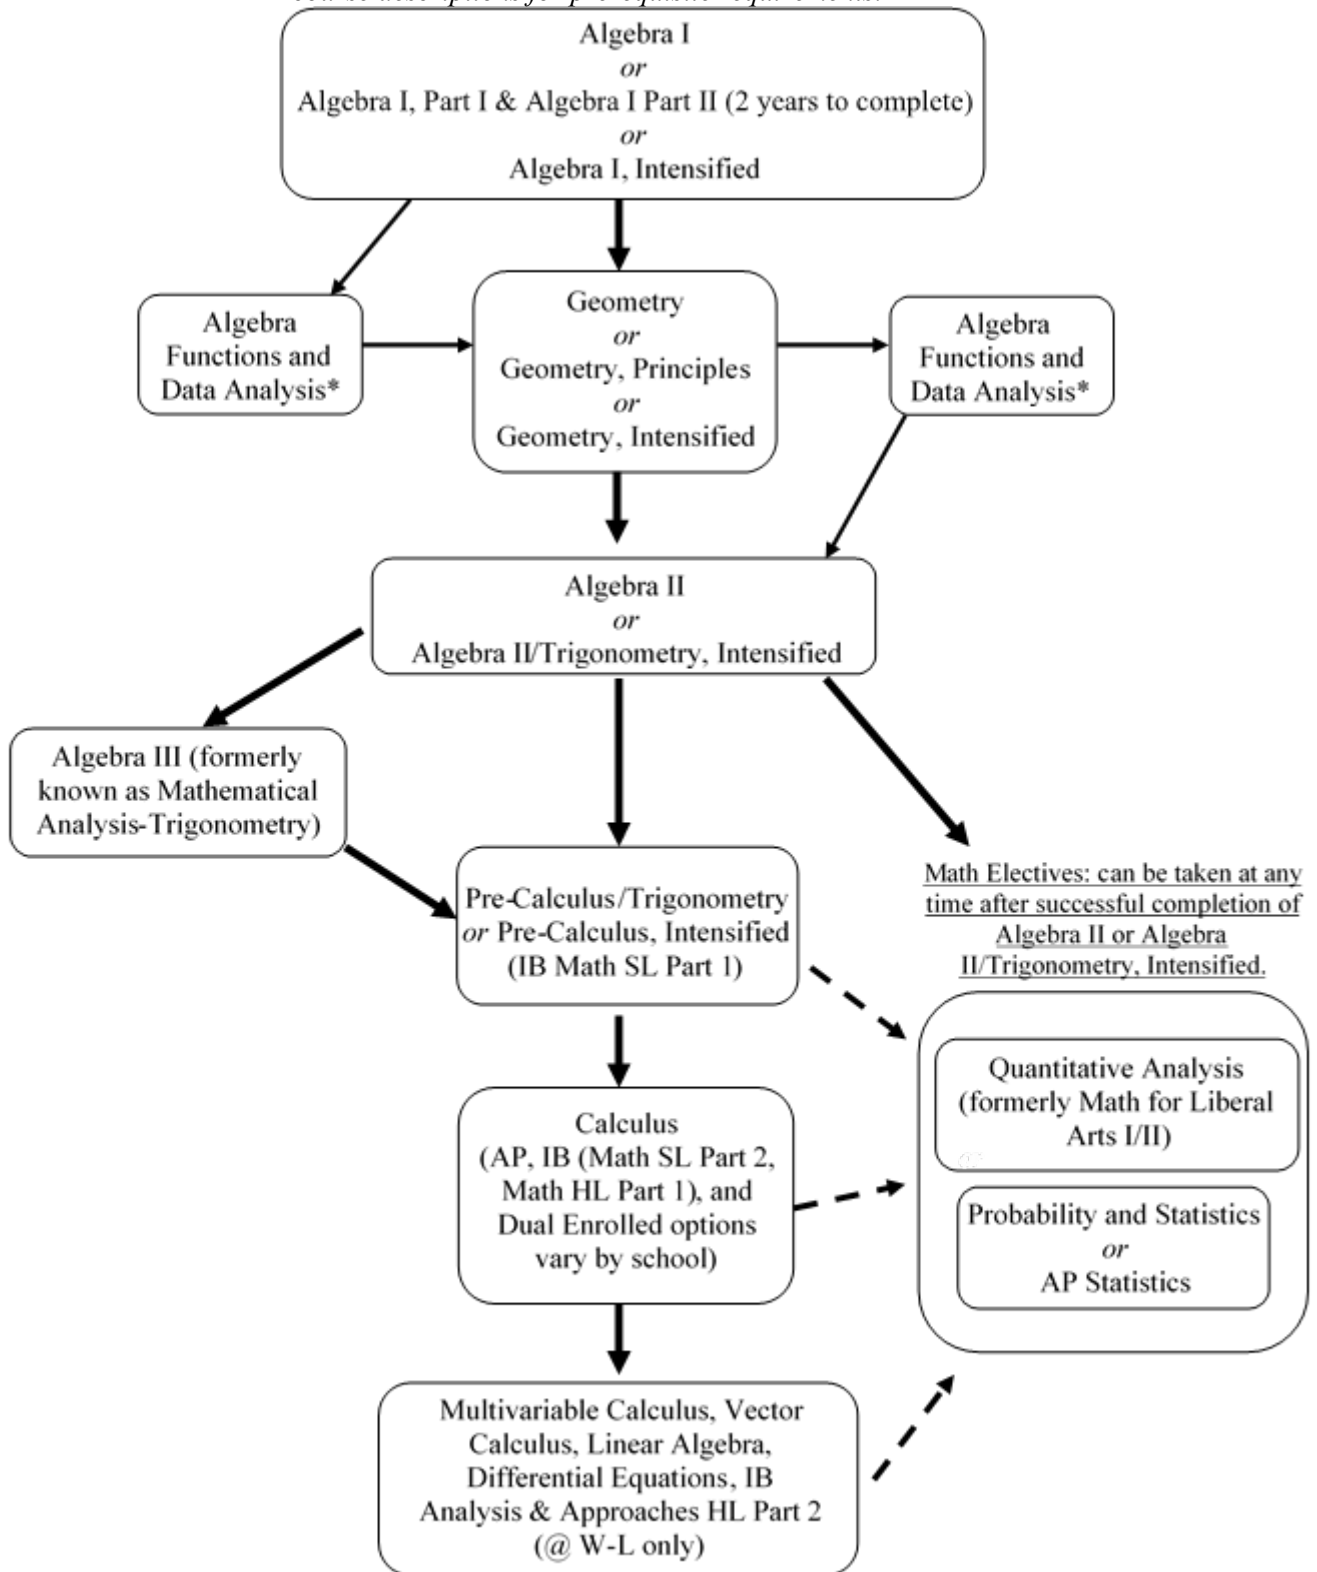 course descriptions for prerequisite requirements.
Algebra I
or
Algebra I, Part I & Algebra I Part II (2 years to complete)
or
Algebra I, Intensified
Algebra
Functions and
Data Analysis*
Geometry
or
Geometry, Principles
or
Geometry, Intensified
Algebra
Functions and
Data Analysis*
Algebra II
or
Algebra II/Trigonometry, Intensified
Algebra III (formerly
known as Mathematical
Analysis-Trigonometry)
Pre-Calculus/Trigonometry
or Pre-Calculus, Intensified
(IB Math SL Part 1)
Math Electives: can be taken at any
time after successful completion of
Algebra II or Algebra
II/Trigonometry, Intensified.
Quantitative Analysis
(formerly Math for Liberal
Arts I/II)
Probability and Statistics
or
AP Statistics
Calculus
(AP, IB (Math SL Part 2,
Math HL Part 1), and
Dual Enrolled options
vary by school)
Multivariable Calculus, Vector
Calculus, Linear Algebra,
Differential Equations, IB
Analysis & Approaches HL Part 2
(@ W-L only)